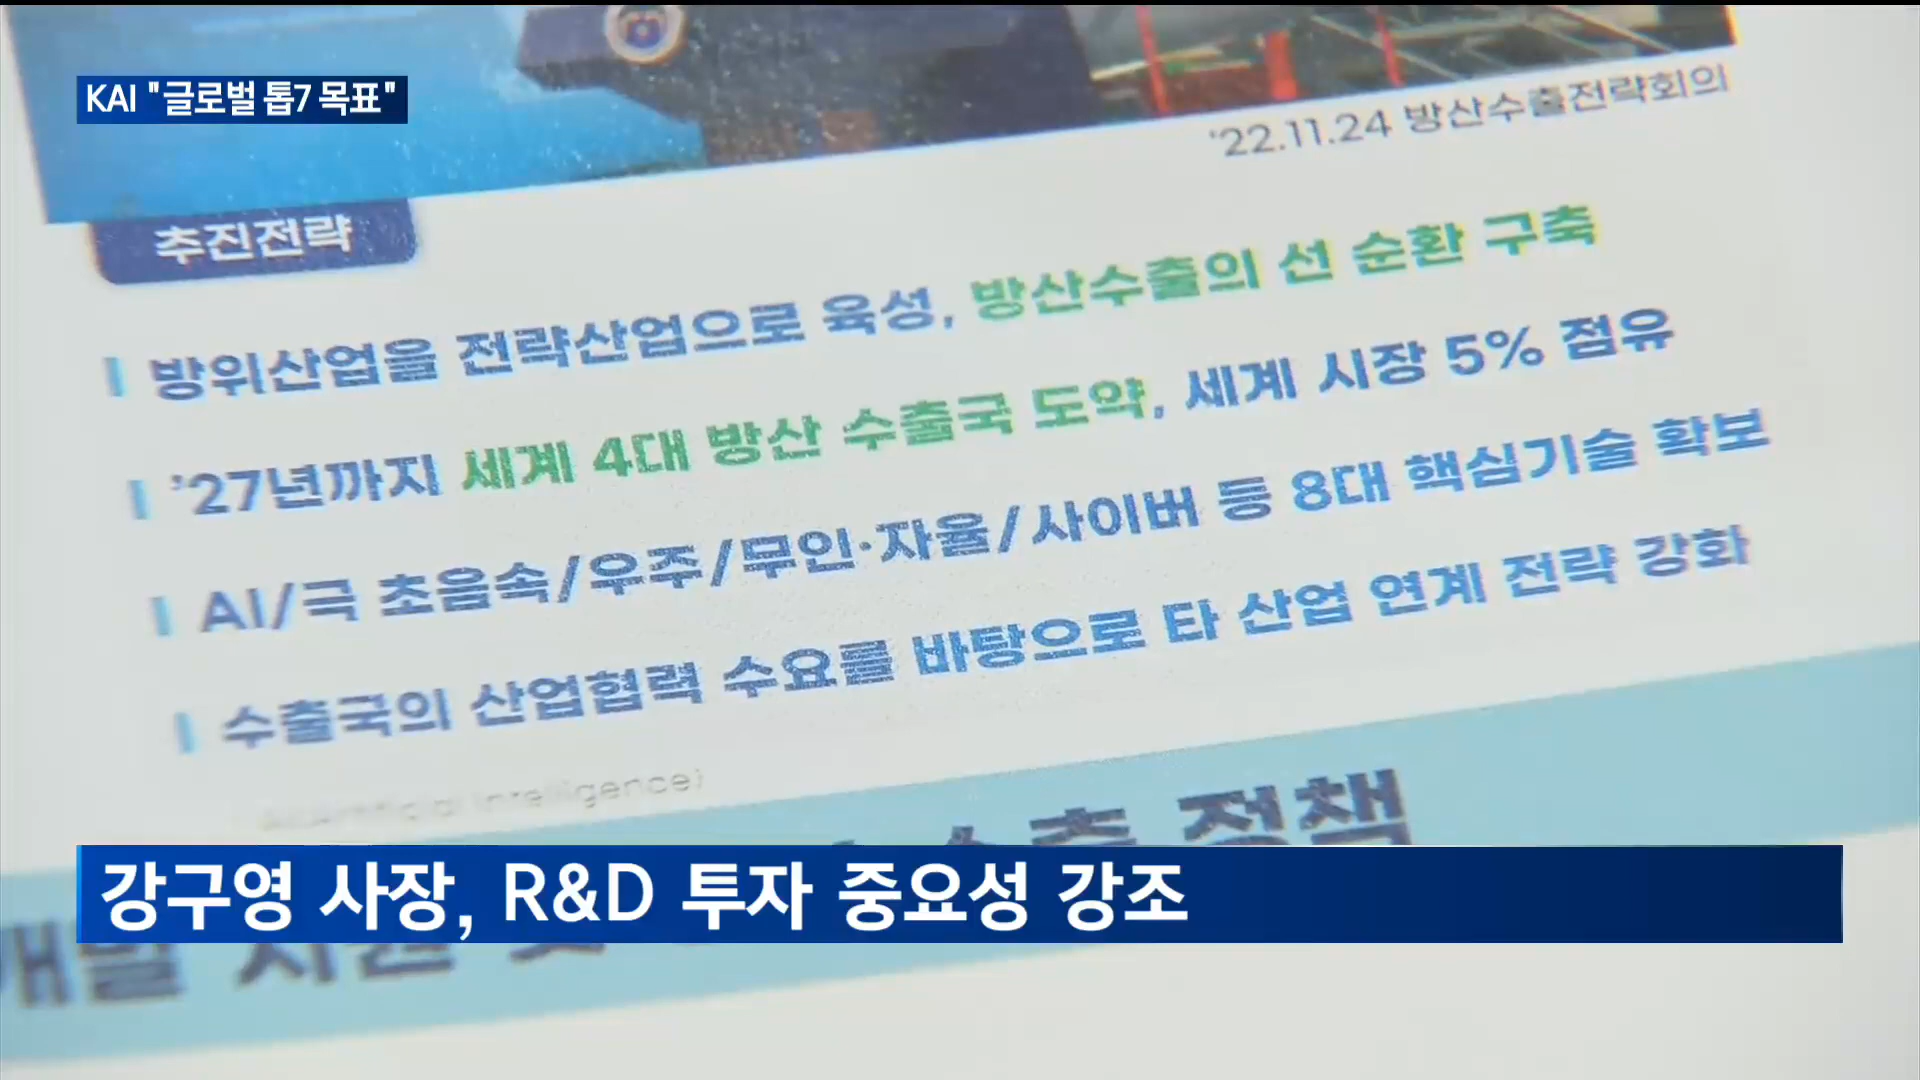 KAI "글로벌 톱7 목표"
'22.11.24 방산수출전략회의
추진전략
방위산업을 전략산업으로 육성, 방산수출의 선 순환 구축
'27년까지 세계 4대 방산 수출국 도약, 세계 시장 5% 점유
AI/극 초음속/우주/무인·자율/사이버 등 8대 핵심기술 확보
수출국의 산업협력 수요를 바탕으로 타 산업 연계 전략 강화
Intelligence)
수출 정책
강구영 사장, R&D 투자 중요성 강조